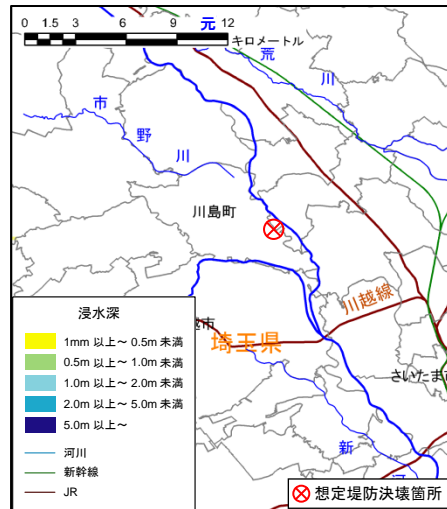 0 1.5 3 6 9 12
キロメートル
元
荒
川
市
野
川
川島町
川越線
越市
埼玉県
さいたま市
新
河
浸水深
1mm 以上～ 0.5m 未満
0.5m 以上～ 1.0m 未満
1.0m 以上～ 2.0m 未満
2.0m 以上～ 5.0m 未満
5.0m 以上～
河川
新幹線
JR
想定堤防決壊箇所